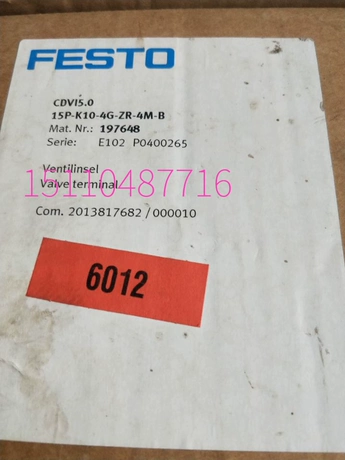 FESTO
CDVI5.0
15P-K10-4G-ZR-4M-B
Mat. Nr.: 197648
Serie: E102 P0400265
Ventilinsel
15110487716
Valve terminal
Com. 2013817682 / 000010
6012